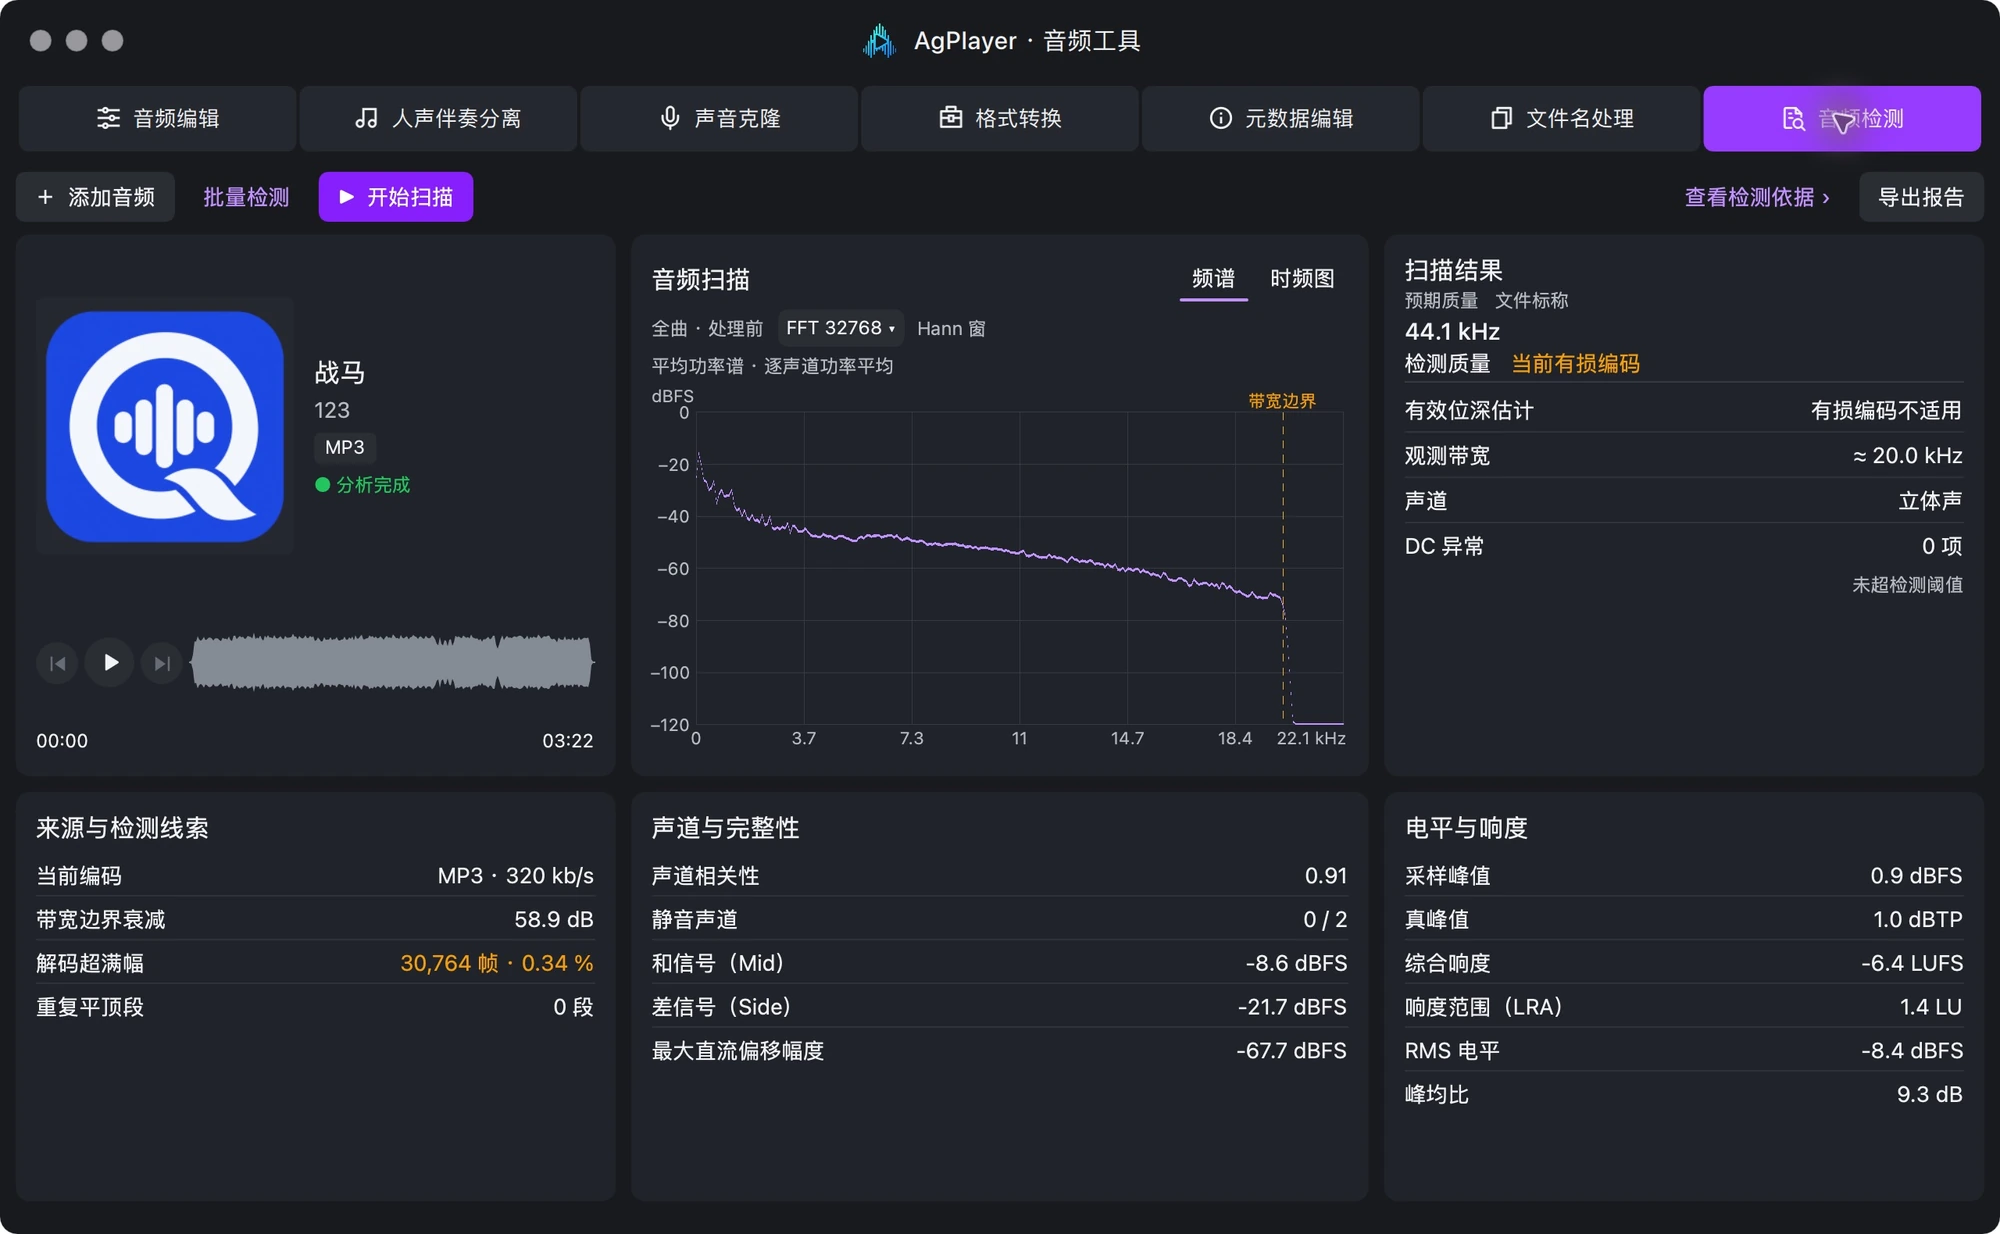 AgPlayer · 音频工具
音频编辑
人声伴奏分离
声音克隆
格式转换
元数据编辑
文件名处理
音频检测
+ 添加音频
批量检测
开始扫描
查看检测依据 ›
导出报告
战马
123
MP3
分析完成
00:00
03:22
音频扫描
频谱
时频图
全曲 · 处理前
FFT 32768
Hann 窗
平均功率谱 · 逐声道功率平均
dBFS
带宽边界
0
−20
−40
−60
−80
−100
−120
0
3.7
7.3
11
14.7
18.4
22.1 kHz
扫描结果
预期质量 文件标称
44.1 kHz
检测质量 当前有损编码
有效位深估计 有损编码不适用
观测带宽 ≈ 20.0 kHz
声道 立体声
DC 异常 0 项
未超检测阈值
来源与检测线索
当前编码 MP3 · 320 kb/s
带宽边界衰减 58.9 dB
解码超满幅 30,764 帧 · 0.34 %
重复平顶段 0 段
声道与完整性
声道相关性 0.91
静音声道 0 / 2
和信号（Mid） -8.6 dBFS
差信号（Side） -21.7 dBFS
最大直流偏移幅度 -67.7 dBFS
电平与响度
采样峰值 0.9 dBFS
真峰值 1.0 dBTP
综合响度 -6.4 LUFS
响度范围（LRA） 1.4 LU
RMS 电平 -8.4 dBFS
峰均比 9.3 dB